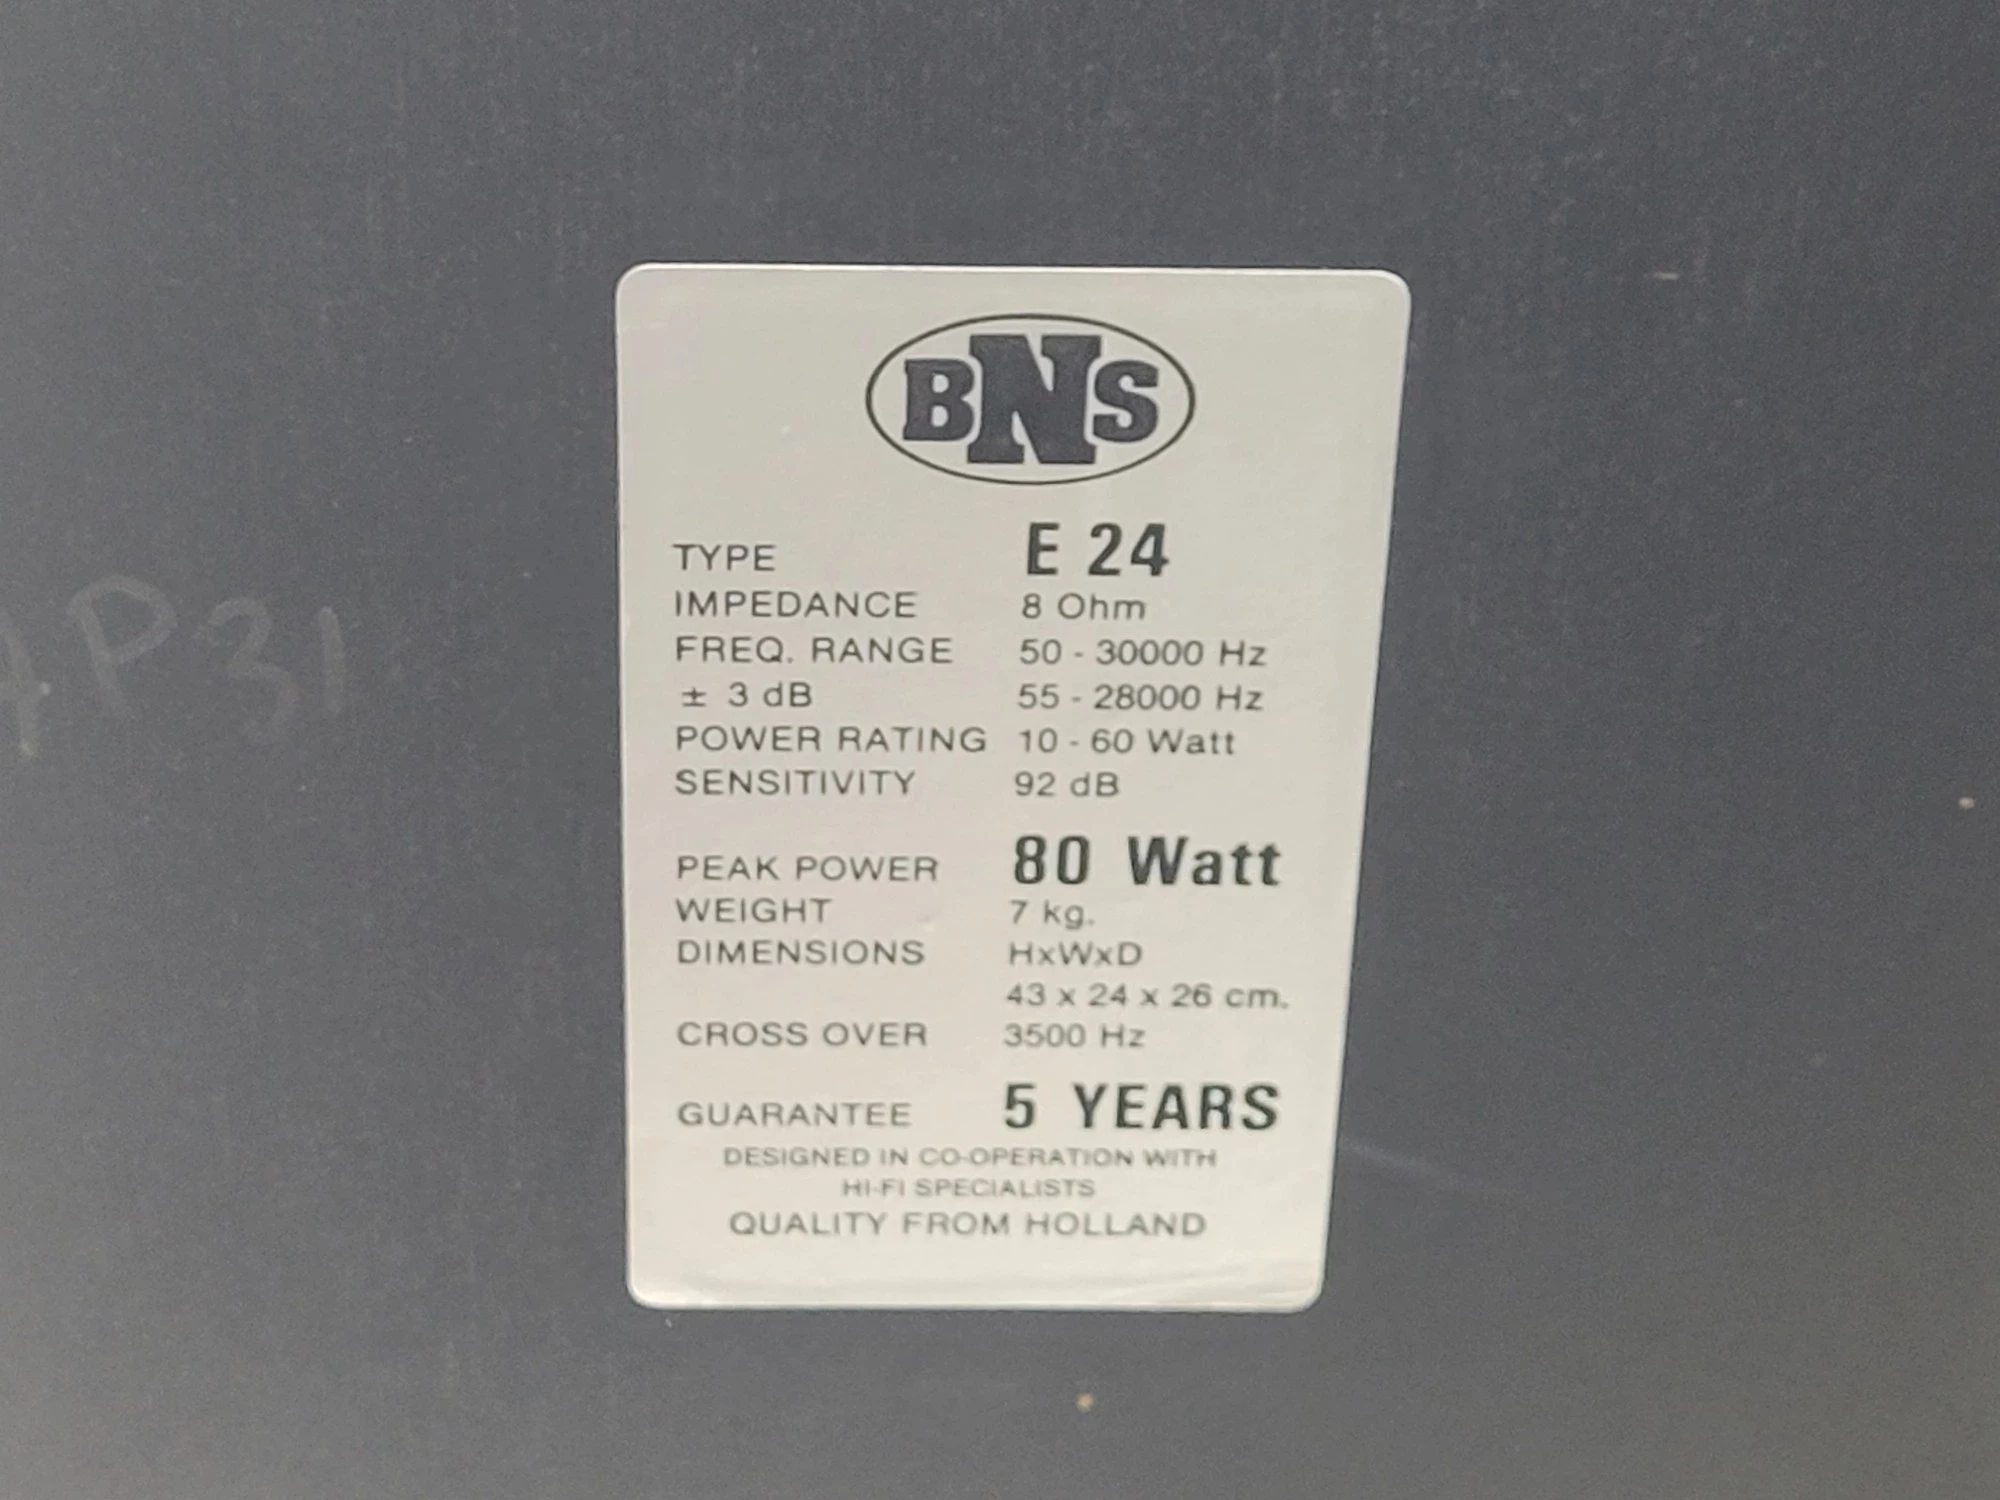 BNS
TYPE E 24
IMPEDANCE 8 Ohm
FREQ. RANGE 50 - 30000 Hz
± 3 dB 55 - 28000 Hz
POWER RATING 10 - 60 Watt
SENSITIVITY 92 dB
PEAK POWER 80 Watt
WEIGHT 7 kg.
DIMENSIONS HxWxD
43 x 24 x 26 cm.
CROSS OVER 3500 Hz
GUARANTEE 5 YEARS
DESIGNED IN CO-OPERATION WITH
HI-FI SPECIALISTS
QUALITY FROM HOLLAND